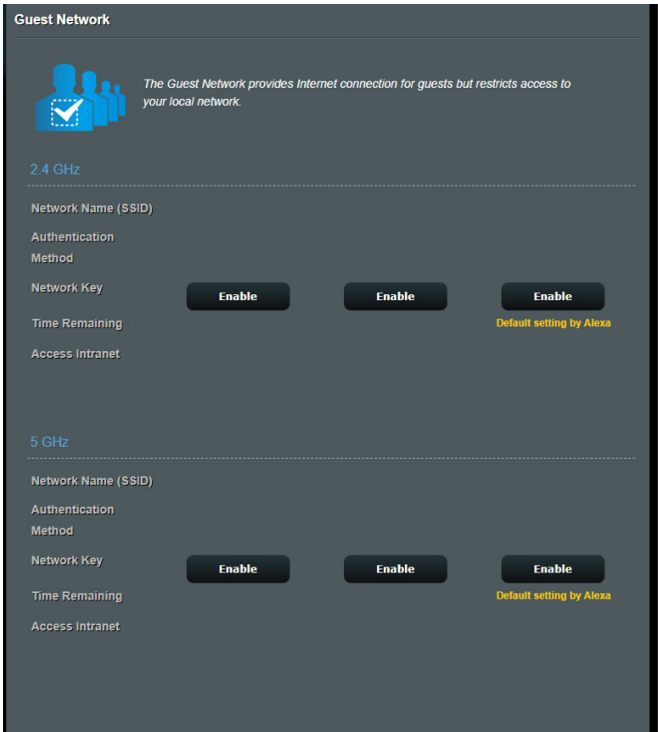 Guest Network
The Guest Network provides Internet connection for guests but restricts access to
your local network.
2.4 GHz
Network Name (SSID)
Authentication
Method
Network Key
Enable Enable Enable
Time Remaining
Default setting by Alexa
Access Intranet
5 GHz
Network Name (SSID)
Authentication
Method
Network Key
Enable Enable Enable
Time Remaining
Default setting by Alexa
Access Intranet